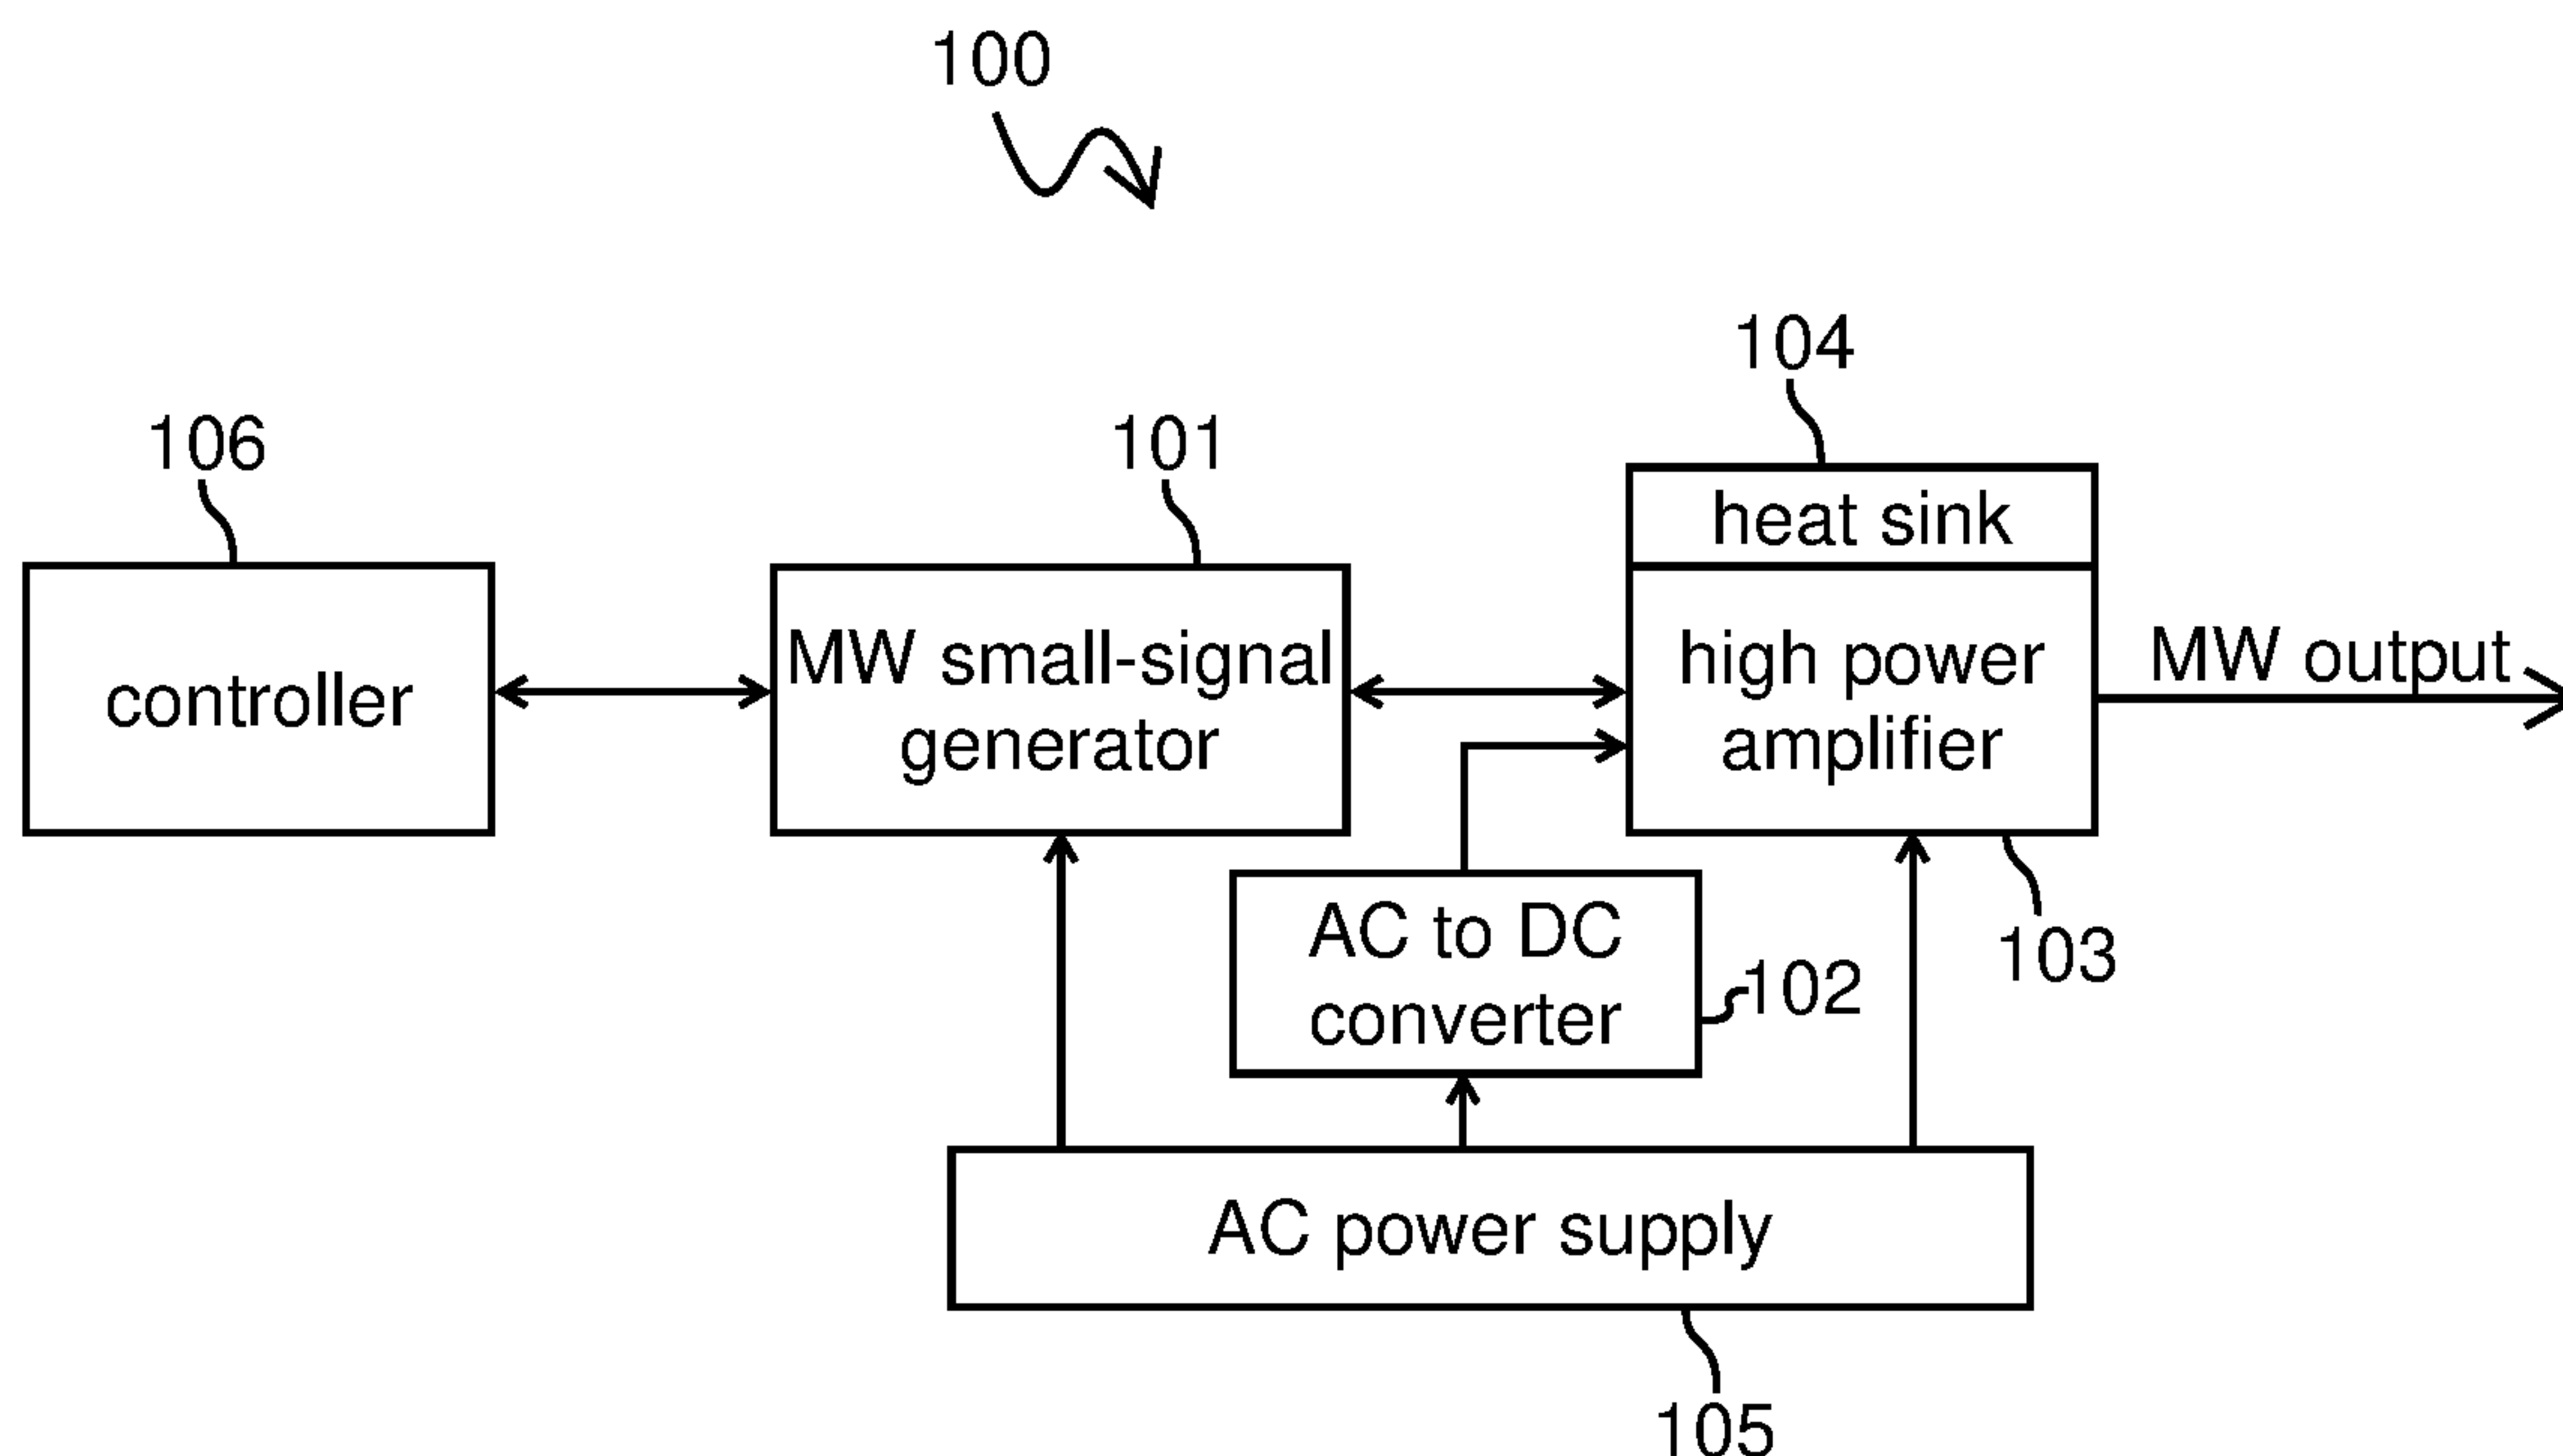 100
104
106
101
heat sink
controller
MW small-signal
generator
high power
amplifier
MW output
AC to DC
converter
102
103
AC power supply
105